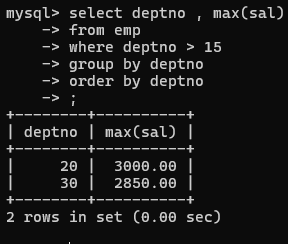 mysql> select deptno , max(sal)
    -> from emp
    -> where deptno > 15
    -> group by deptno
    -> order by deptno
    -> ;
+--------+----------+
| deptno | max(sal) |
+--------+----------+
|     20 |  3000.00 |
|     30 |  2850.00 |
+--------+----------+
2 rows in set (0.00 sec)